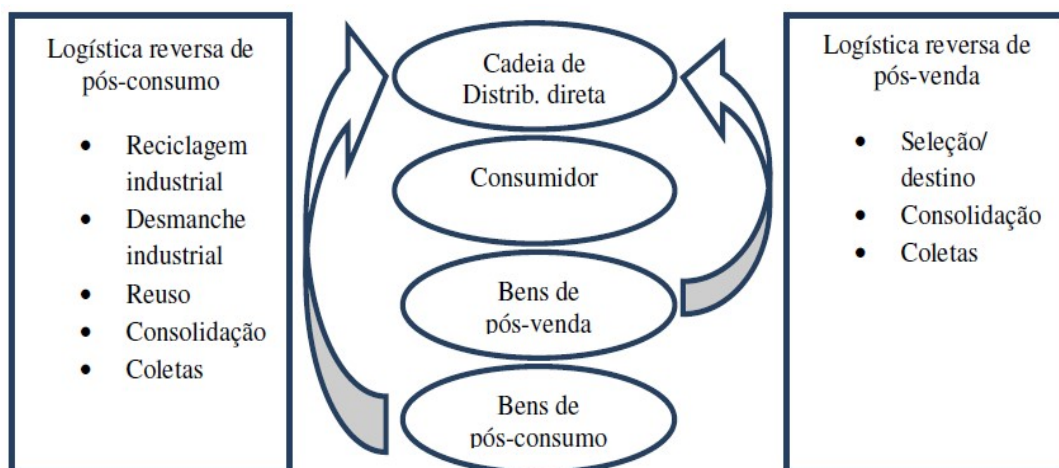 Logística reversa de
pós-consumo
• Reciclagem
industrial
• Desmanche
industrial
• Reuso
• Consolidação
• Coletas
Cadeia de
Distrib. direta
Consumidor
Bens de
pós-venda
Bens de
pós-consumo
Logística reversa de
pós-venda
• Seleção/
destino
• Consolidação
• Coletas